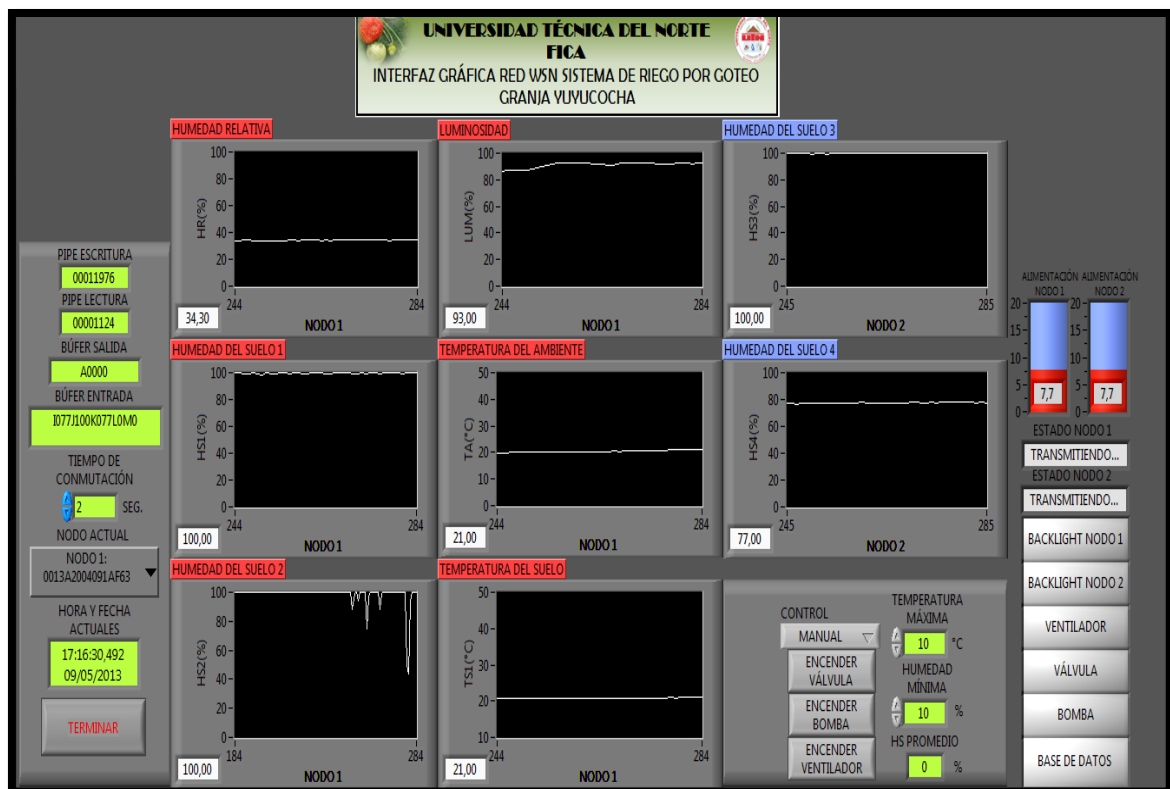 UNIVERSIDAD TÉCNICA DEL NORTE
FICA
INTERFAZ GRÁFICA RED WSN SISTEMA DE RIEGO POR GOTEO
GRANJA YUYUCOCHA
PIPE ESCRITURA
00011976
PIPE LECTURA
00001124
BÚFER SALIDA
A0000
BÚFER ENTRADA
I077J100K077L0M0
TIEMPO DE
CONMUTACIÓN
2 SEG.
NODO ACTUAL
NODO 1:
0013A2004091AF63
HORA Y FECHA
ACTUALES
17:16:30,492
09/05/2013
TERMINAR
HUMEDAD RELATIVA
HR(%)
100
80
60
40
20
0
244 284
34,30
NODO 1
LUMINOSIDAD
LUM(%)
100
80
60
40
20
0
244 284
93,00
NODO 1
HUMEDAD DEL SUELO 3
HS3(%)
100
80
60
40
20
0
245 285
100,00
NODO 2
HUMEDAD DEL SUELO 1
HS1(%)
100
80
60
40
20
0
244 284
100,00
NODO 1
TEMPERATURA DEL AMBIENTE
TA(°C)
50
40
30
20
10
0
244 284
21,00
NODO 1
HUMEDAD DEL SUELO 4
HS4(%)
100
80
60
40
20
0
245 285
77,00
NODO 2
HUMEDAD DEL SUELO 2
HS2(%)
100
80
60
40
20
0
184 284
100,00
NODO 1
TEMPERATURA DEL SUELO
TS1(°C)
50
40
30
20
10
244 284
21,00
NODO 1
CONTROL
MANUAL
ENCENDER
VÁLVULA
ENCENDER
BOMBA
ENCENDER
VENTILADOR
TEMPERATURA
MÁXIMA
10 °C
HUMEDAD
MÍNIMA
10 %
HS PROMEDIO
0 %
ALIMENTACIÓN
NODO 1
20
15
10
5
0
7,7
ALIMENTACIÓN
NODO 2
20
15
10
5
0
7,7
ESTADO NODO 1
TRANSMITIENDO...
ESTADO NODO 2
TRANSMITIENDO...
BACKLIGHT NODO 1
BACKLIGHT NODO 2
VENTILADOR
VÁLVULA
BOMBA
BASE DE DATOS